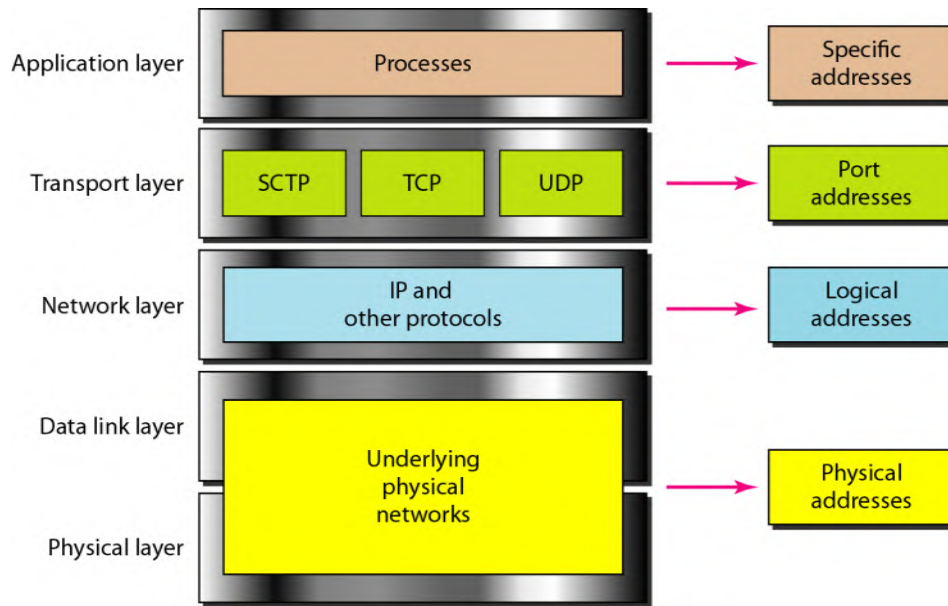 Application layer
Processes
Specific
addresses
Transport layer
SCTP
TCP
UDP
Port
addresses
Network layer
IP and
other protocols
Logical
addresses
Data link layer
Underlying
physical
networks
Physical
addresses
Physical layer